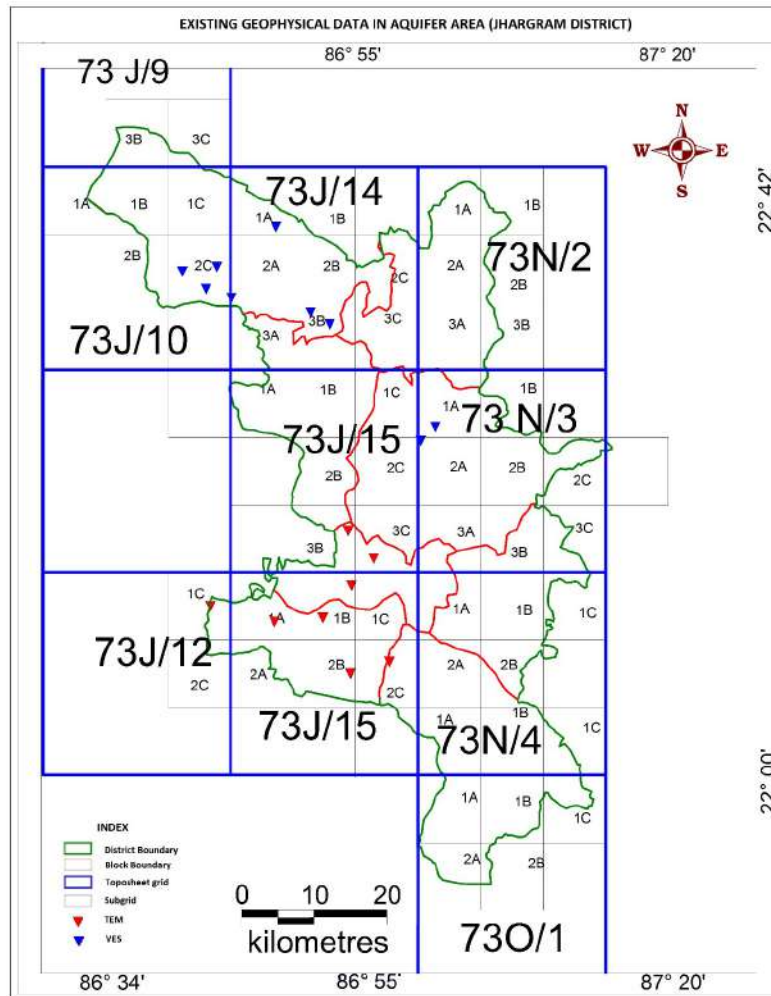 EXISTING GEOPHYSICAL DATA IN AQUIFER AREA (JHARGRAM DISTRICT)
86° 55' 87° 20'
73 J/9
N
W E
S
3B 3C
22° 42'
73J/14
1A 1B 1C 1A 1B 1A 1B
73N/2
2B 2C 2A 2B 2C 2A 2B
3A 3B 3C 3A 3B
73J/10
1A 1B 1C 1A 1B
73J/15 73 N/3
2B 2C 2A 2B 2C
3B 3C 3A 3B 3C
1C 1A 1B 1C 1A 1B 1C
73J/12
2C 2A 2B 2C 2A 2B
73J/15 73N/4
1A 1B 1C
22° 00'
1A 1B 1C
2A 2B
INDEX
District Boundary
Block Boundary
Toposheet grid
Subgrid
TEM
VES
0 10 20
kilometres
73O/1
86° 34' 86° 55' 87° 20'